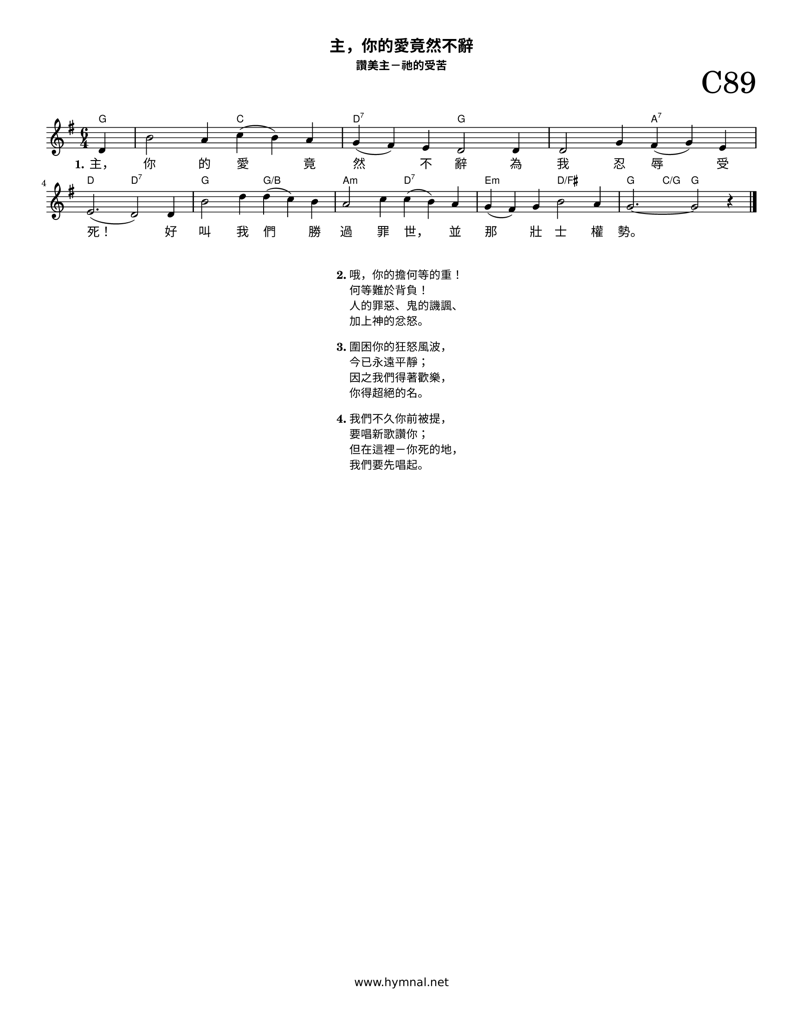 主，你的愛竟然不辭
讚美主－祂的受苦
C89
G C D7 G A7
1. 主， 你 的 愛 竟 然 不 辭 為 我 忍 辱 受
4 D D7 G G/B Am D7 Em D/F♯ G C/G G
死！ 好 叫 我 們 勝 過 罪 世， 並 那 壯 士 權 勢。
2. 哦，你的擔何等的重！
何等難於背負！
人的罪惡、鬼的譏諷、
加上神的忿怒。
3. 圍困你的狂怒風波，
今已永遠平靜；
因之我們得著歡樂，
你得超絕的名。
4. 我們不久你前被提，
要唱新歌讚你；
但在這裡－你死的地，
我們要先唱起。
www.hymnal.net